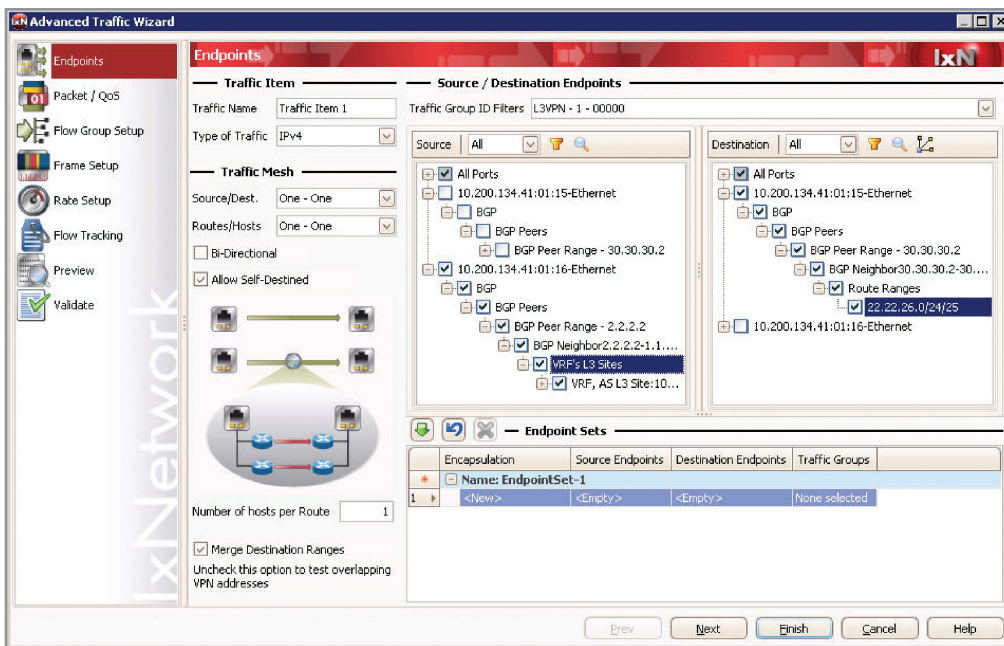 IxN Advanced Traffic Wizard
Endpoints
Packet / QoS
Flow Group Setup
Frame Setup
Rate Setup
Flow Tracking
Preview
Validate
IxNetwork
Endpoints
IxN
Traffic Item
Traffic Name Traffic Item 1
Type of Traffic IPv4
Traffic Mesh
Source/Dest. One - One
Routes/Hosts One - One
Bi-Directional
Allow Self-Destined
Number of hosts per Route 1
Merge Destination Ranges
Uncheck this option to test overlapping
VPN addresses
Source / Destination Endpoints
Traffic Group ID Filters L3VPN - 1 - 00000
Source All
All Ports
10.200.134.41:01:15-Ethernet
BGP
BGP Peers
BGP Peer Range - 30.30.30.2
10.200.134.41:01:16-Ethernet
BGP
BGP Peers
BGP Peer Range - 2.2.2.2
BGP Neighbor2.2.2.2-1.1....
VRF's L3 Sites
VRF, AS L3 Site:10...
Destination All
All Ports
10.200.134.41:01:15-Ethernet
BGP
BGP Peers
BGP Peer Range - 30.30.30.2
BGP Neighbor30.30.30.2-30....
Route Ranges
22.22.26.0/24/25
10.200.134.41:01:16-Ethernet
Endpoint Sets
Encapsulation Source Endpoints Destination Endpoints Traffic Groups
Name: EndpointSet-1
1 <New> <Empty> <Empty> None selected
Prev Next Finish Cancel Help